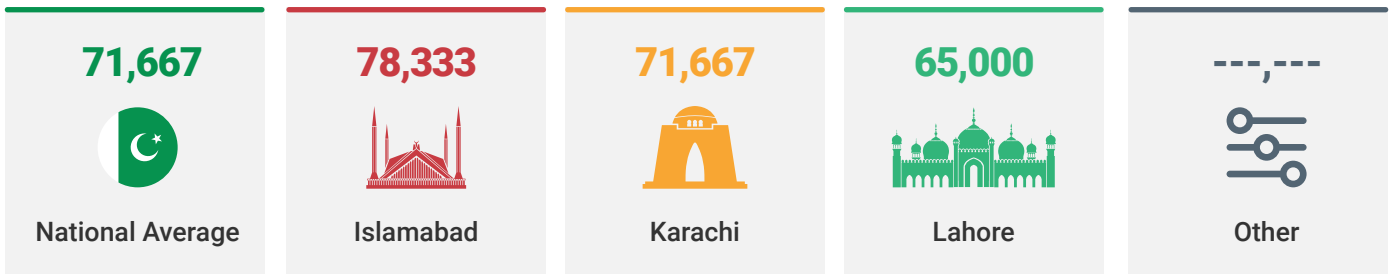 71,667 78,333 71,667 65,000 ---,---
National Average Islamabad Karachi Lahore Other